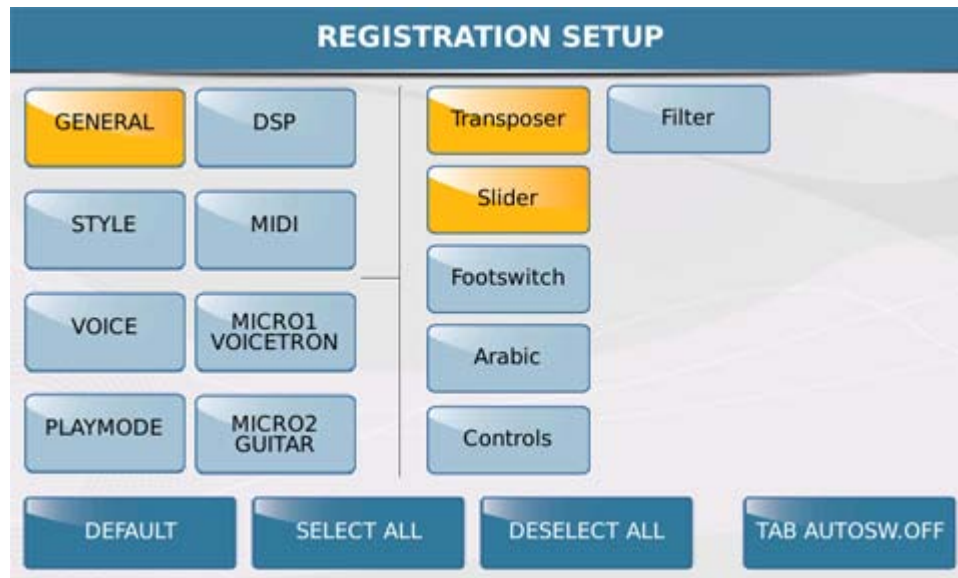 REGISTRATION SETUP
GENERAL
DSP
Transposer
Filter
STYLE
MIDI
Slider
Footswitch
VOICE
MICRO1
VOICETRON
Arabic
PLAYMODE
MICRO2
GUITAR
Controls
DEFAULT
SELECT ALL
DESELECT ALL
TAB AUTOSW.OFF